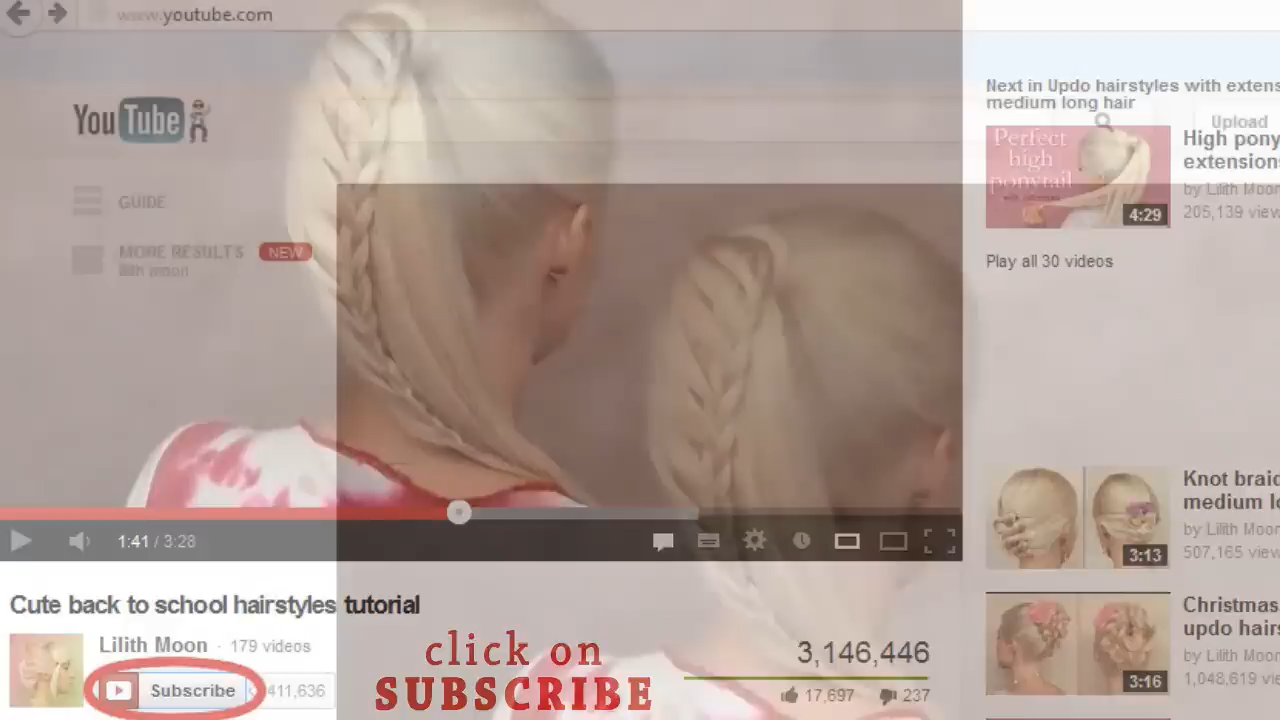 www.youtube.com
YouTube
GUIDE
MORE RESULTS NEW
lilith moon
Next in Updo hairstyles with extens
medium long hair
Upload
Perfect
high
ponytail
4:29
High pony
extensions
by Lilith Moon
205,139 view
Play all 30 videos
1:41 / 3:28
Knot braid
medium l
by Lilith Moon
507,165 view
3:13
Cute back to school hairstyles tutorial
Lilith Moon · 179 videos
Subscribe 411,636
click on
SUBSCRIBE
3,146,446
17,697 237
Christmas
updo hairs
by Lilith Moon
1,048,619 vie
3:16